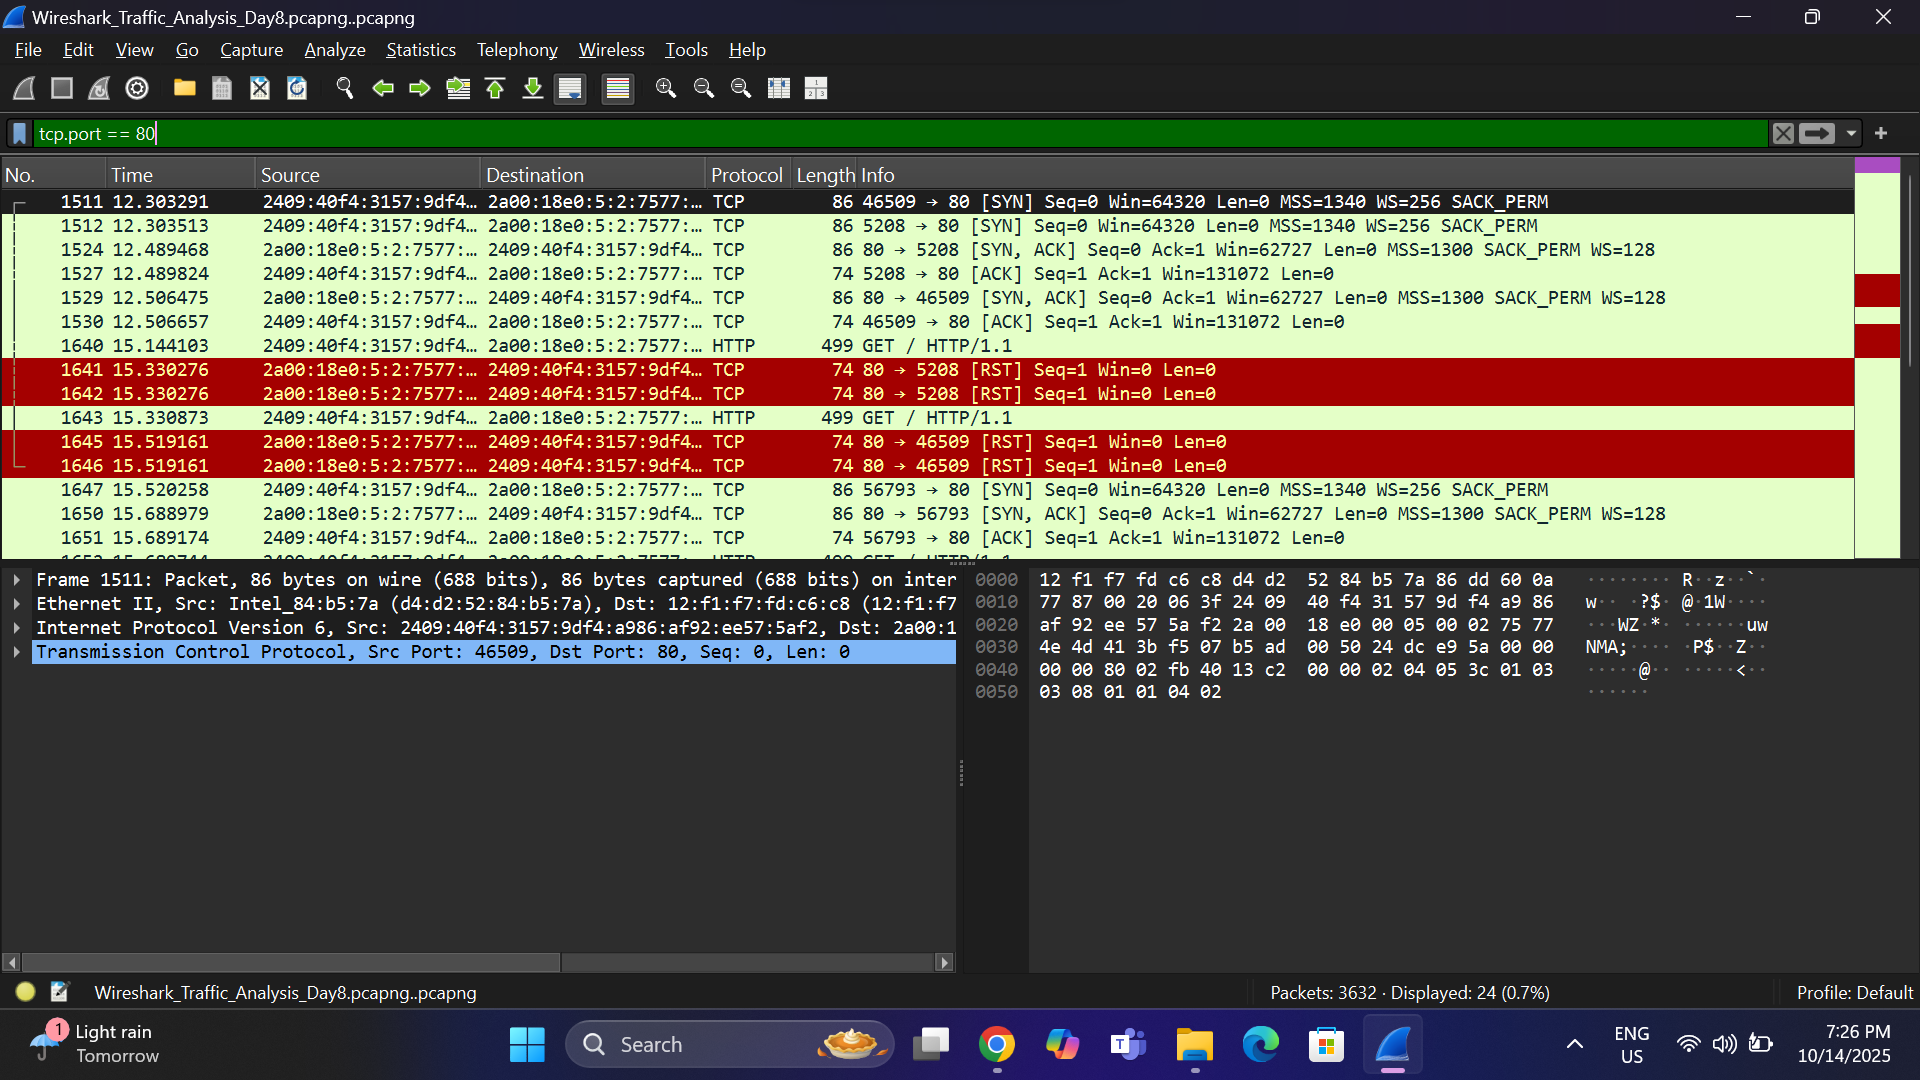 Wireshark_Traffic_Analysis_Day8.pcapng..pcapng
File Edit View Go Capture Analyze Statistics Telephony Wireless Tools Help
tcp.port == 80
No. Time Source Destination Protocol Length Info
1511 12.303291 2409:40f4:3157:9df4… 2a00:18e0:5:2:7577:… TCP 86 46509 → 80 [SYN] Seq=0 Win=64320 Len=0 MSS=1340 WS=256 SACK_PERM
1512 12.303513 2409:40f4:3157:9df4… 2a00:18e0:5:2:7577:… TCP 86 5208 → 80 [SYN] Seq=0 Win=64320 Len=0 MSS=1340 WS=256 SACK_PERM
1524 12.489468 2a00:18e0:5:2:7577:… 2409:40f4:3157:9df4… TCP 86 80 → 5208 [SYN, ACK] Seq=0 Ack=1 Win=62727 Len=0 MSS=1300 SACK_PERM WS=128
1527 12.489824 2409:40f4:3157:9df4… 2a00:18e0:5:2:7577:… TCP 74 5208 → 80 [ACK] Seq=1 Ack=1 Win=131072 Len=0
1529 12.506475 2a00:18e0:5:2:7577:… 2409:40f4:3157:9df4… TCP 86 80 → 46509 [SYN, ACK] Seq=0 Ack=1 Win=62727 Len=0 MSS=1300 SACK_PERM WS=128
1530 12.506657 2409:40f4:3157:9df4… 2a00:18e0:5:2:7577:… TCP 74 46509 → 80 [ACK] Seq=1 Ack=1 Win=131072 Len=0
1640 15.144103 2409:40f4:3157:9df4… 2a00:18e0:5:2:7577:… HTTP 499 GET / HTTP/1.1
1641 15.330276 2a00:18e0:5:2:7577:… 2409:40f4:3157:9df4… TCP 74 80 → 5208 [RST] Seq=1 Win=0 Len=0
1642 15.330276 2a00:18e0:5:2:7577:… 2409:40f4:3157:9df4… TCP 74 80 → 5208 [RST] Seq=1 Win=0 Len=0
1643 15.330873 2409:40f4:3157:9df4… 2a00:18e0:5:2:7577:… HTTP 499 GET / HTTP/1.1
1645 15.519161 2a00:18e0:5:2:7577:… 2409:40f4:3157:9df4… TCP 74 80 → 46509 [RST] Seq=1 Win=0 Len=0
1646 15.519161 2a00:18e0:5:2:7577:… 2409:40f4:3157:9df4… TCP 74 80 → 46509 [RST] Seq=1 Win=0 Len=0
1647 15.520258 2409:40f4:3157:9df4… 2a00:18e0:5:2:7577:… TCP 86 56793 → 80 [SYN] Seq=0 Win=64320 Len=0 MSS=1340 WS=256 SACK_PERM
1650 15.688979 2a00:18e0:5:2:7577:… 2409:40f4:3157:9df4… TCP 86 80 → 56793 [SYN, ACK] Seq=0 Ack=1 Win=62727 Len=0 MSS=1300 SACK_PERM WS=128
1651 15.689174 2409:40f4:3157:9df4… 2a00:18e0:5:2:7577:… TCP 74 56793 → 80 [ACK] Seq=1 Ack=1 Win=131072 Len=0
Frame 1511: Packet, 86 bytes on wire (688 bits), 86 bytes captured (688 bits) on inter
Ethernet II, Src: Intel_84:b5:7a (d4:d2:52:84:b5:7a), Dst: 12:f1:f7:fd:c6:c8 (12:f1:f7
Internet Protocol Version 6, Src: 2409:40f4:3157:9df4:a986:af92:ee57:5af2, Dst: 2a00:1
Transmission Control Protocol, Src Port: 46509, Dst Port: 80, Seq: 0, Len: 0
0000 12 f1 f7 fd c6 c8 d4 d2 52 84 b5 7a 86 dd 60 0a ········ R··z··`·
0010 77 87 00 20 06 3f 24 09 40 f4 31 57 9d f4 a9 86 w·· ·?$· @·1W····
0020 af 92 ee 57 5a f2 2a 00 18 e0 00 05 00 02 75 77 ···WZ·*· ······uw
0030 4e 4d 41 3b f5 07 b5 ad 00 50 24 dc e9 5a 00 00 NMA;···· ·P$··Z··
0040 00 00 80 02 fb 40 13 c2 00 00 02 04 05 3c 01 03 ·····@·· ·····<··
0050 03 08 01 01 04 02 ······
Wireshark_Traffic_Analysis_Day8.pcapng..pcapng
Packets: 3632 · Displayed: 24 (0.7%)
Profile: Default
1
Light rain
Tomorrow
Search
ENG
US
7:26 PM
10/14/2025